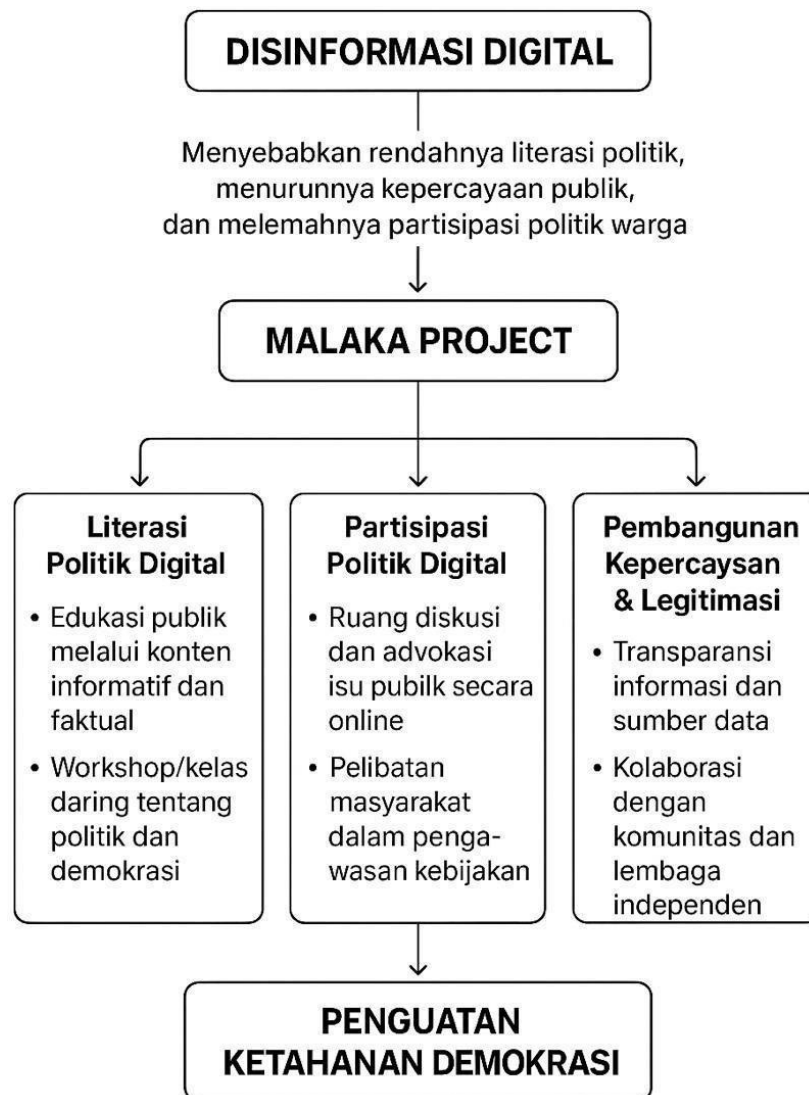 DISINFORMASI DIGITAL
Menyebabkan rendahnya literasi politik,
menurunnya kepercayaan publik,
dan melemahnya partisipasi politik warga
MALAKA PROJECT
Literasi
Politik Digital
• Edukasi publik
melalui konten
informatif dan
faktual
• Workshop/kelas
daring tentang
politik dan
demokrasi
Partisipasi
Politik Digital
• Ruang diskusi
dan advokasi
isu pubilk secara
online
• Pelibatan
masyarakat
dalam penga-
wasan kebijakan
Pembangunan
Kepercaysan
& Legitimasi
• Transparansi
informasi dan
sumber data
• Kolaborasi
dengan
komunitas dan
lembaga
independen
PENGUATAN
KETAHANAN DEMOKRASI